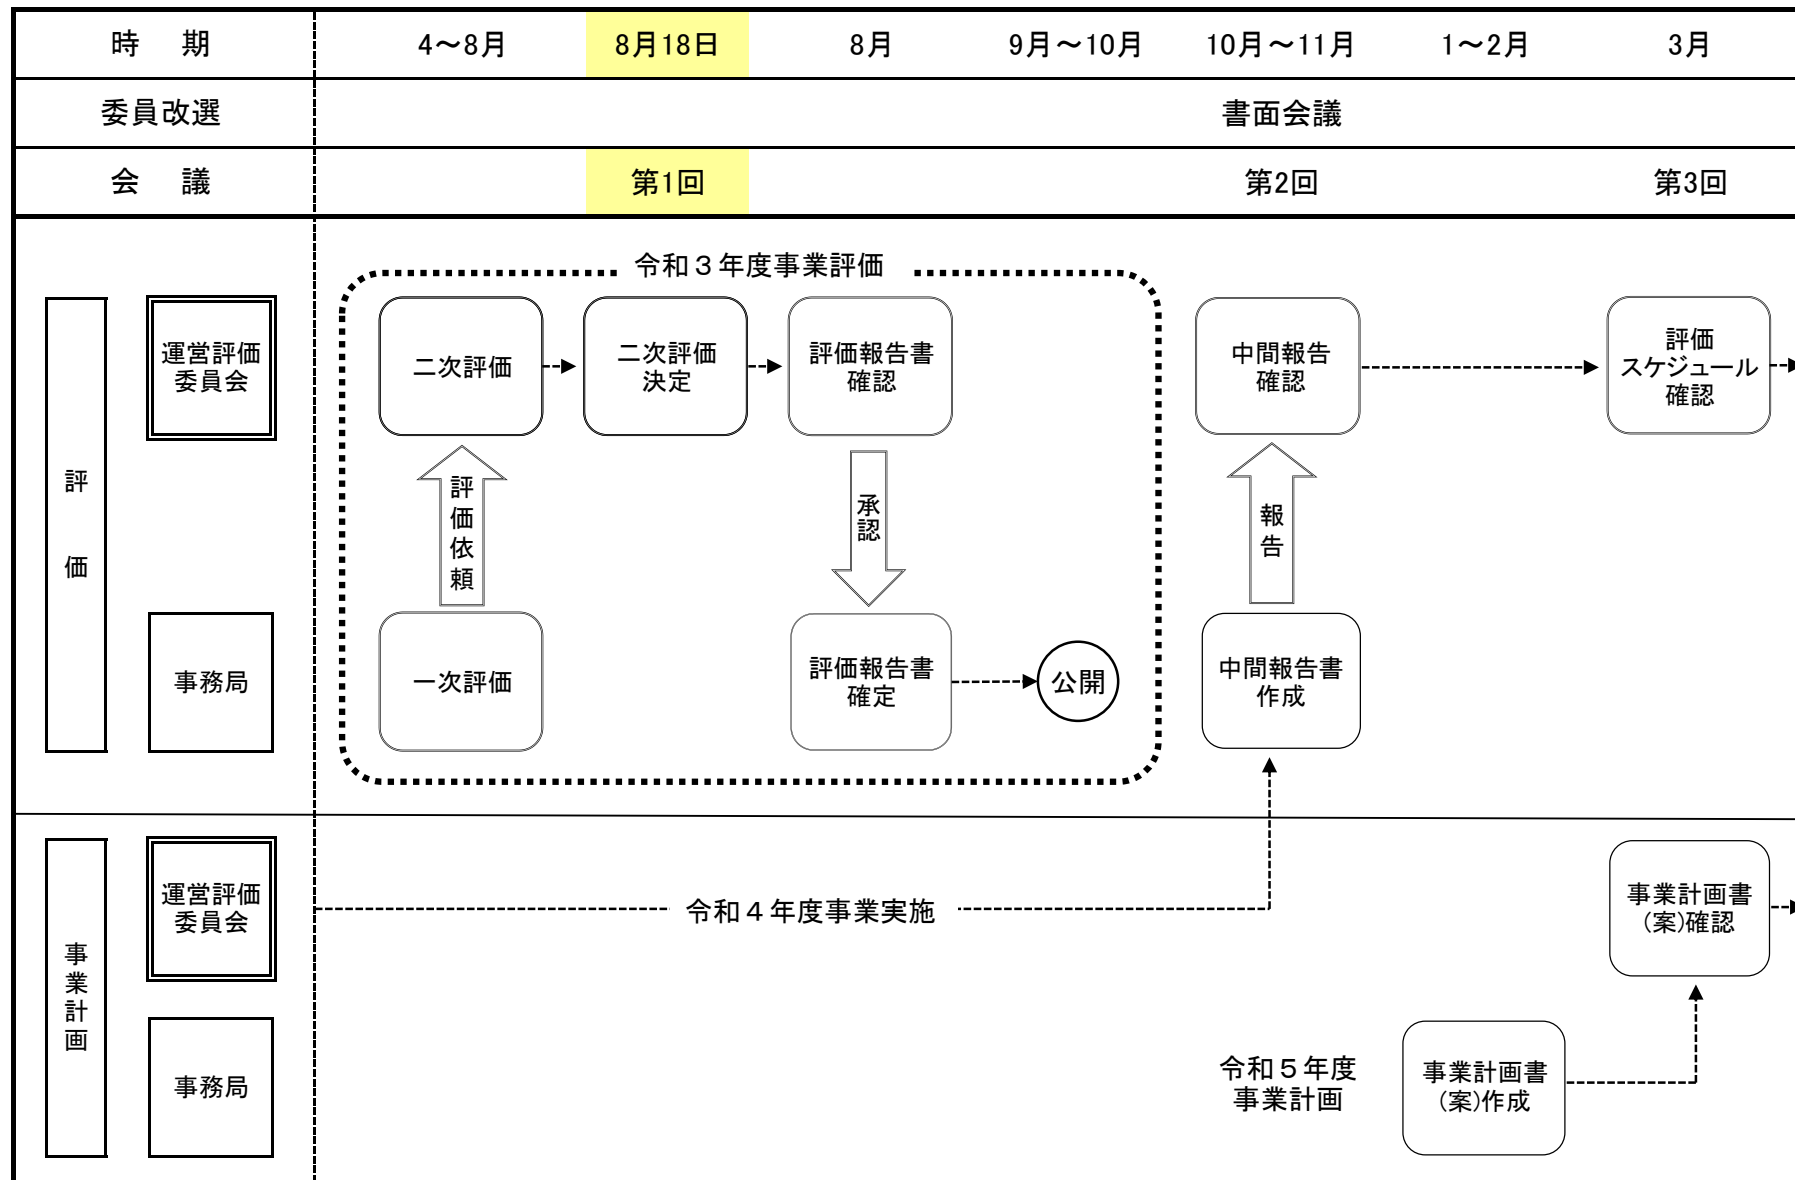 時　期
4～8月
8月18日
8月
9月～10月
10月～11月
1～2月
3月
委員改選
書面会議
会　議
第1回
第2回
第3回
令和３年度事業評価
評価
運営評価
委員会
二次評価
二次評価
決定
評価報告書
確認
中間報告
確認
評価
スケジュール
確認
評価依頼
承認
報告
事務局
一次評価
評価報告書
確定
公開
中間報告書
作成
事業計画
運営評価
委員会
令和４年度事業実施
事業計画書
(案)確認
事務局
令和５年度
事業計画
事業計画書
(案)作成